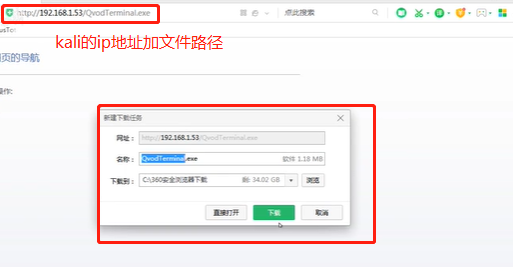 http://192.168.1.53/QvodTerminal.exe
点此搜索
kali的ip地址加文件路径
页的导航
操作:
新建下载任务
网址: http://192.168.1.53/QvodTerminal.exe
名称: QvodTerminal.exe 软件 1.18 MB
下载到: C:\360安全浏览器下载 剩: 34.02 GB 浏览
直接打开 下载 取消